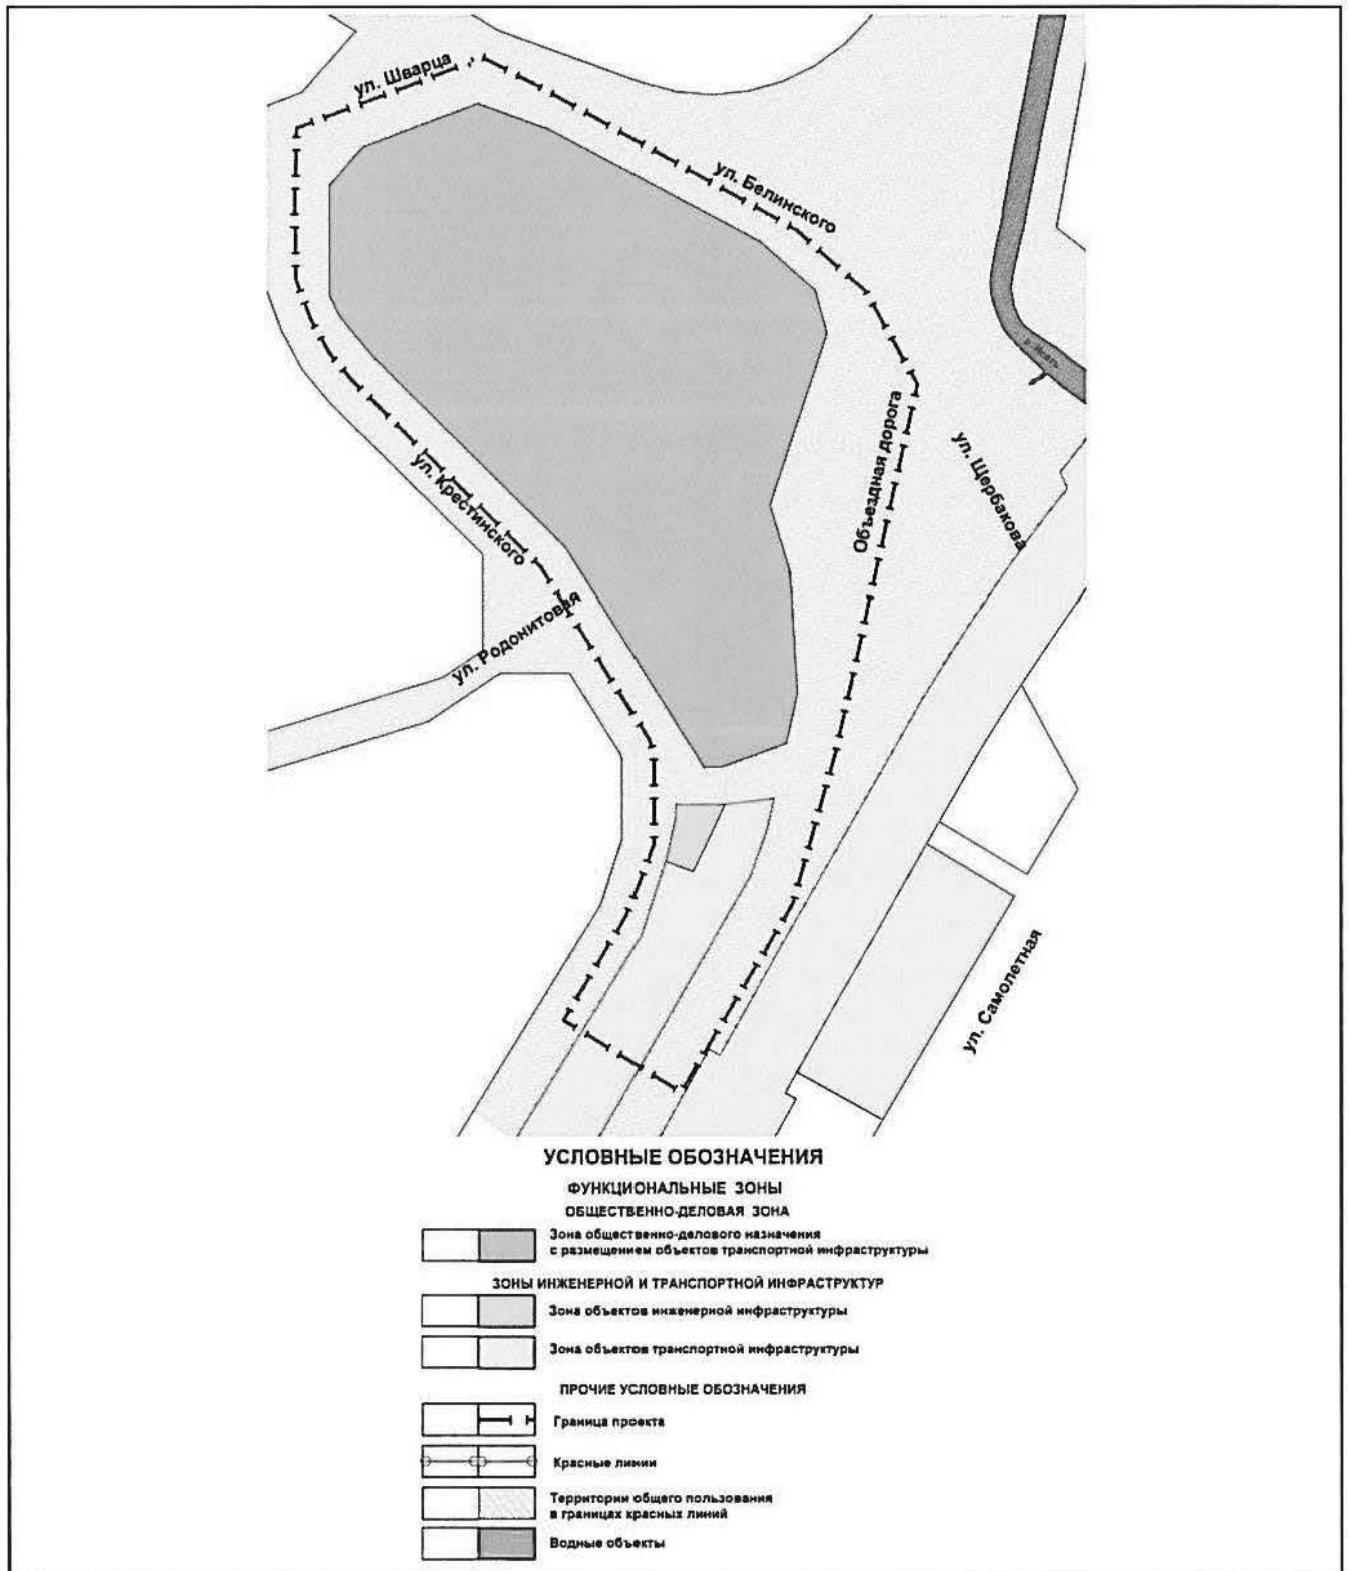 ул. Шварца
ул. Белинского
р. Исеть
Объездная дорога
ул. Щербакова
ул. Крестинского
ул. Родонитовая
ул. Самолетная
УСЛОВНЫЕ ОБОЗНАЧЕНИЯ
ФУНКЦИОНАЛЬНЫЕ ЗОНЫ
ОБЩЕСТВЕННО-ДЕЛОВАЯ ЗОНА
Зона общественно-делового назначения
с размещением объектов транспортной инфраструктуры
ЗОНЫ ИНЖЕНЕРНОЙ И ТРАНСПОРТНОЙ ИНФРАСТРУКТУР
Зона объектов инженерной инфраструктуры
Зона объектов транспортной инфраструктуры
ПРОЧИЕ УСЛОВНЫЕ ОБОЗНАЧЕНИЯ
Граница проекта
Красные линии
Территории общего пользования
в границах красных линий
Водные объекты